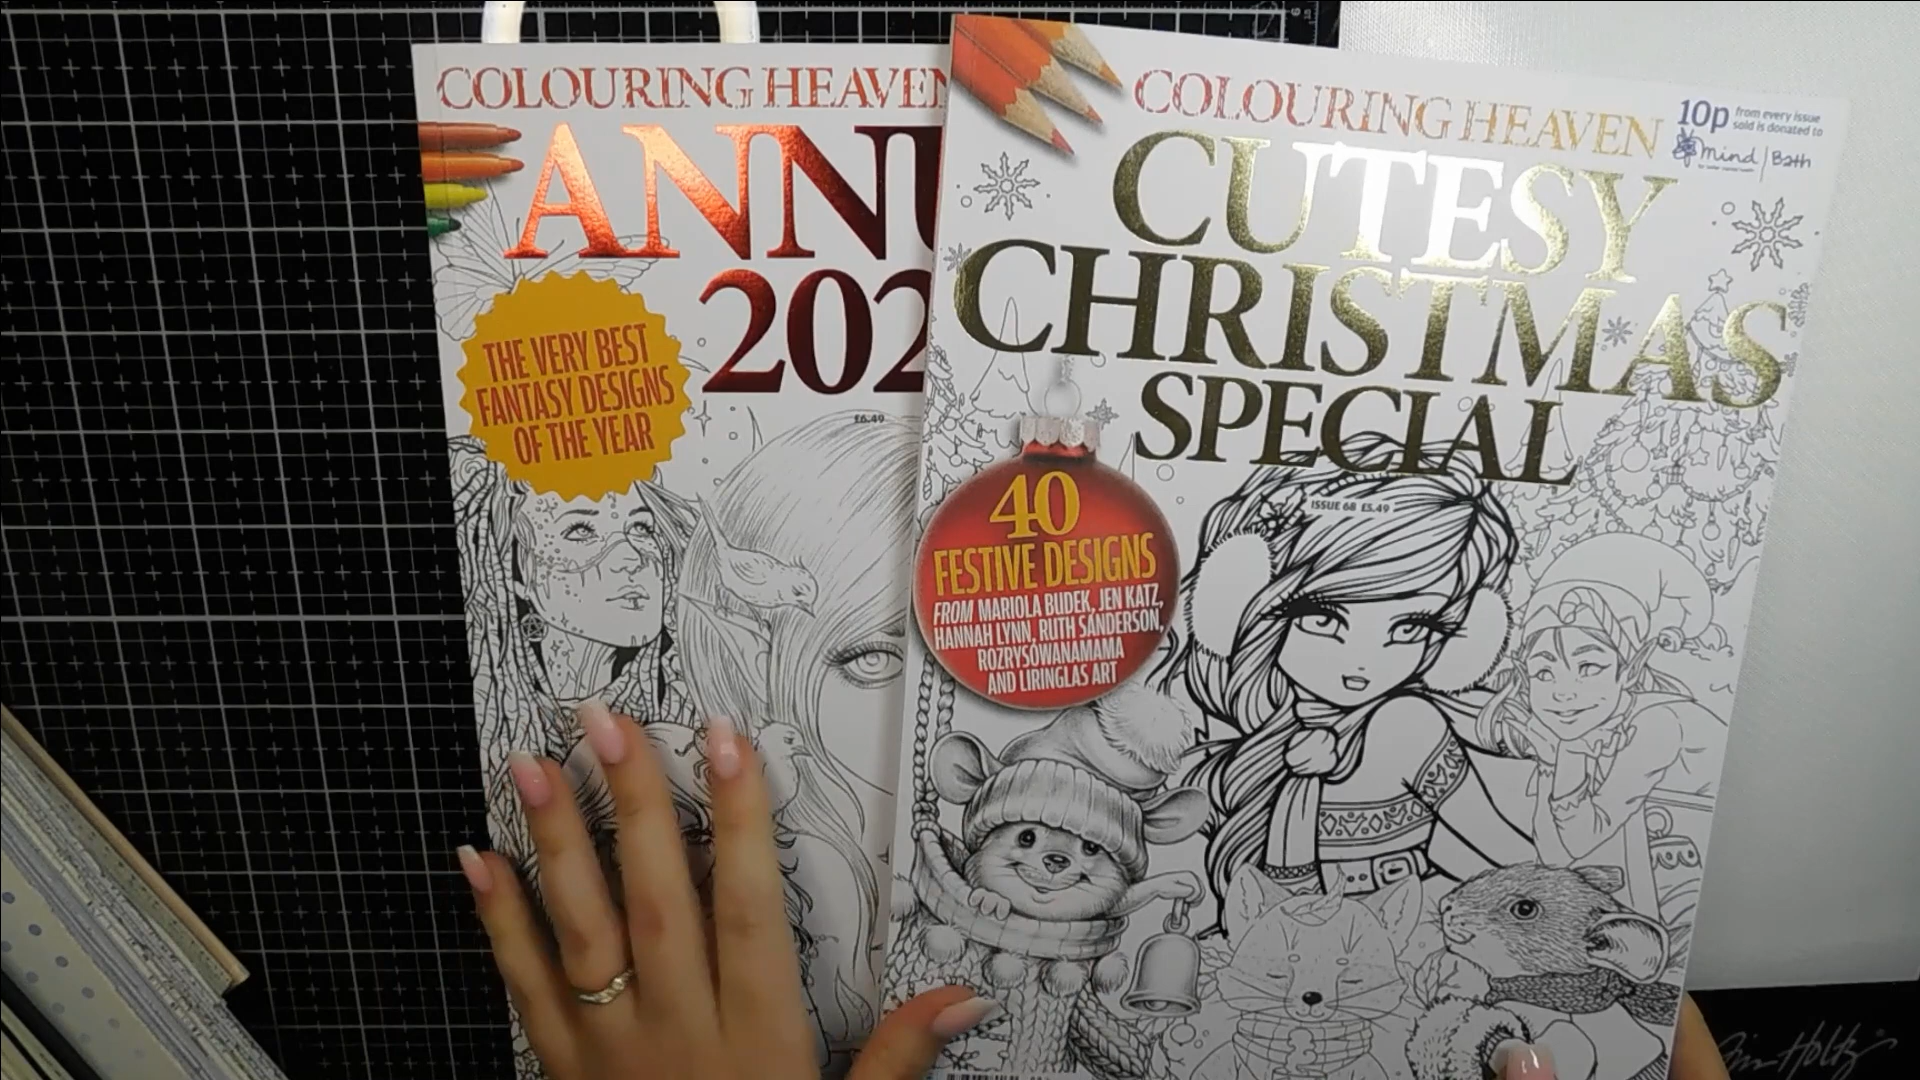 COLOURING HEAVEN
ANNU
202
THE VERY BEST
FANTASY DESIGNS
OF THE YEAR
£6.49
COLOURING HEAVEN
10p from every issue
sold is donated to
mind Bath
CUTESY
CHRISTMAS
SPECIAL
ISSUE 68 £5.49
40
FESTIVE DESIGNS
FROM MARIOLA BUDEK, JEN KATZ,
HANNAH LYNN, RUTH SANDERSON,
ROZRYSOWANAMAMA
AND LIRINGLAS ART
Tim Holtz